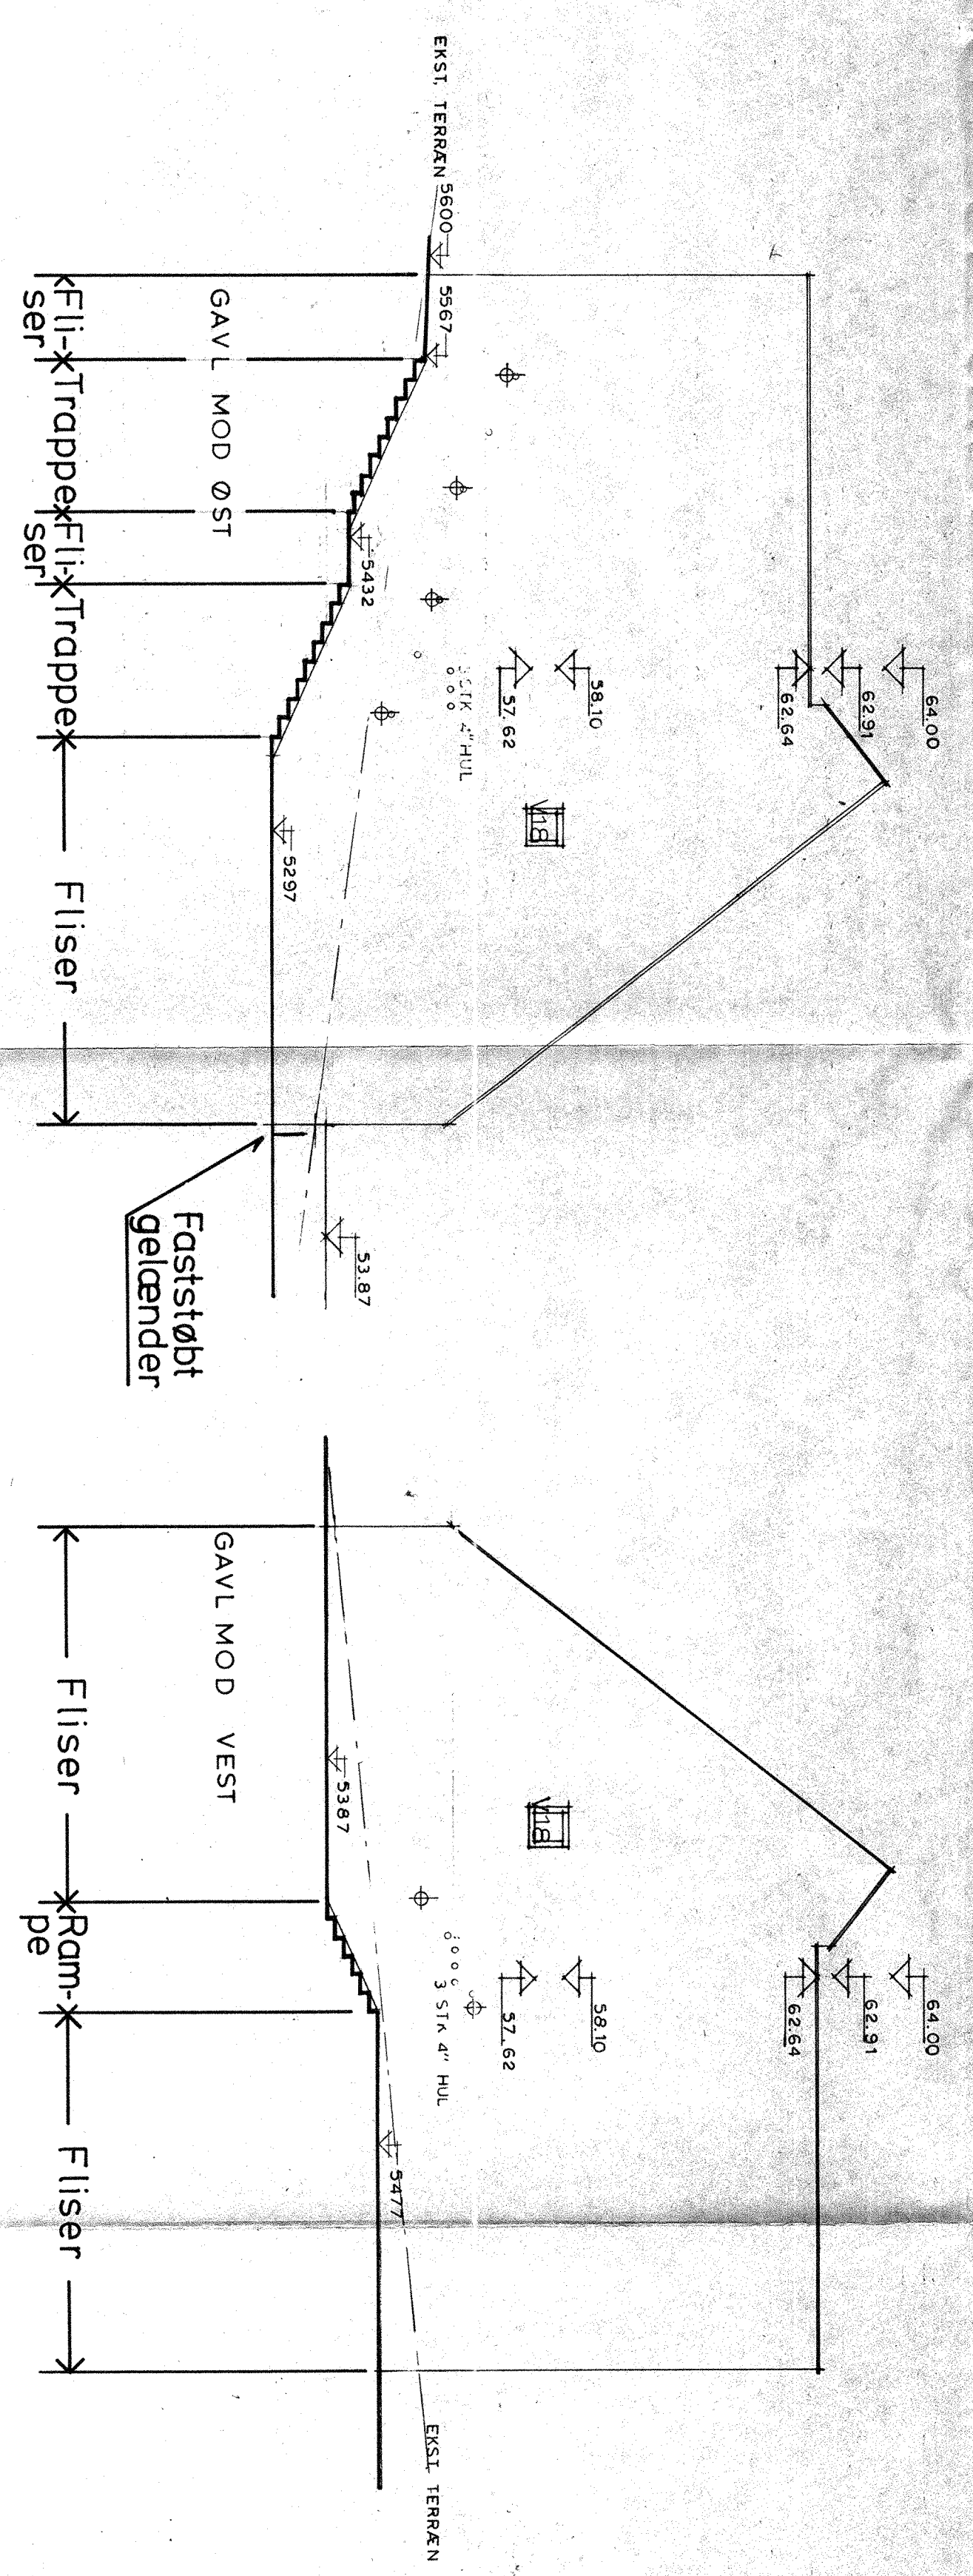 EKST. TERRÆN
5600
5567
5432
5297
53.87
64.00
62.91
62.64
58.10
57.62
STK 4" HUL
V18
GAVL MOD ØST
Fli-
ser
Trappe
Fli-
ser
Trappe
Fliser
Faststøbt
gelænder
64.00
62.91
62.64
58.10
57.62
3 STK 4" HUL
V18
5387
5477
EKST. TERRÆN
GAVL MOD VEST
Fliser
Ram-
pe
Fliser